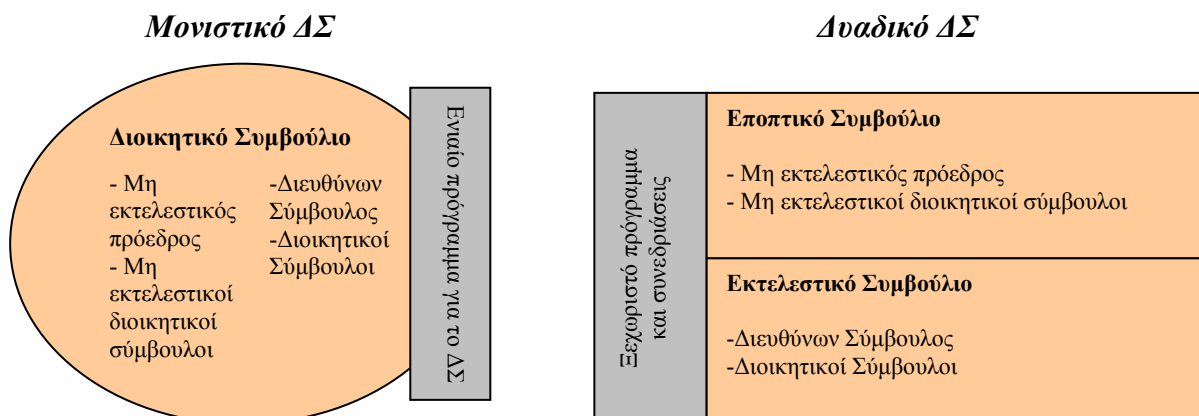 Μονιστικό ΔΣ
Διοικητικό Συμβούλιο
- Μη
εκτελεστικός
πρόεδρος
- Μη
εκτελεστικοί
διοικητικοί
σύμβουλοι
-Διευθύνων
Σύμβουλος
-Διοικητικοί
Σύμβουλοι
Ενιαίο πρόγραμμα για το ΔΣ
Δυαδικό ΔΣ
Ξεχωριστό πρόγραμμα
και συνεδριάσεις
Εποπτικό Συμβούλιο
- Μη εκτελεστικός πρόεδρος
- Μη εκτελεστικοί διοικητικοί σύμβουλοι
Εκτελεστικό Συμβούλιο
-Διευθύνων Σύμβουλος
-Διοικητικοί Σύμβουλοι